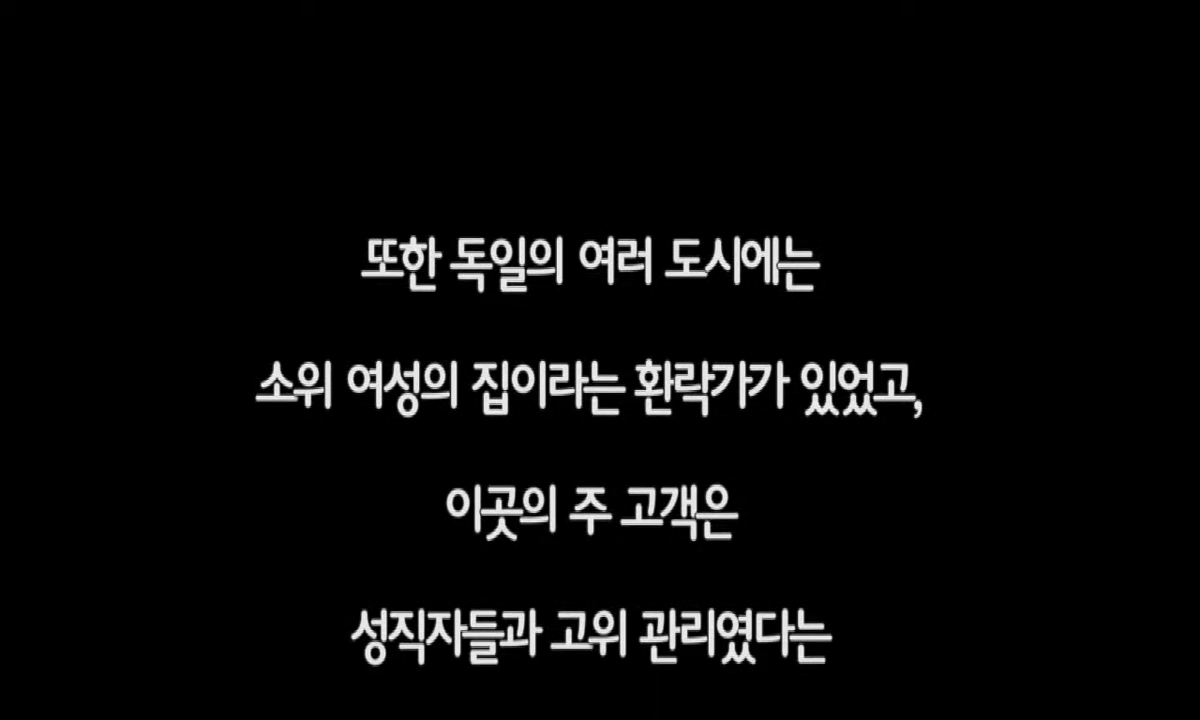 또한 독일의 여러 도시에는
소위 여성의 집이라는 환락가가 있었고,
이곳의 주 고객은
성직자들과 고위 관리였다는